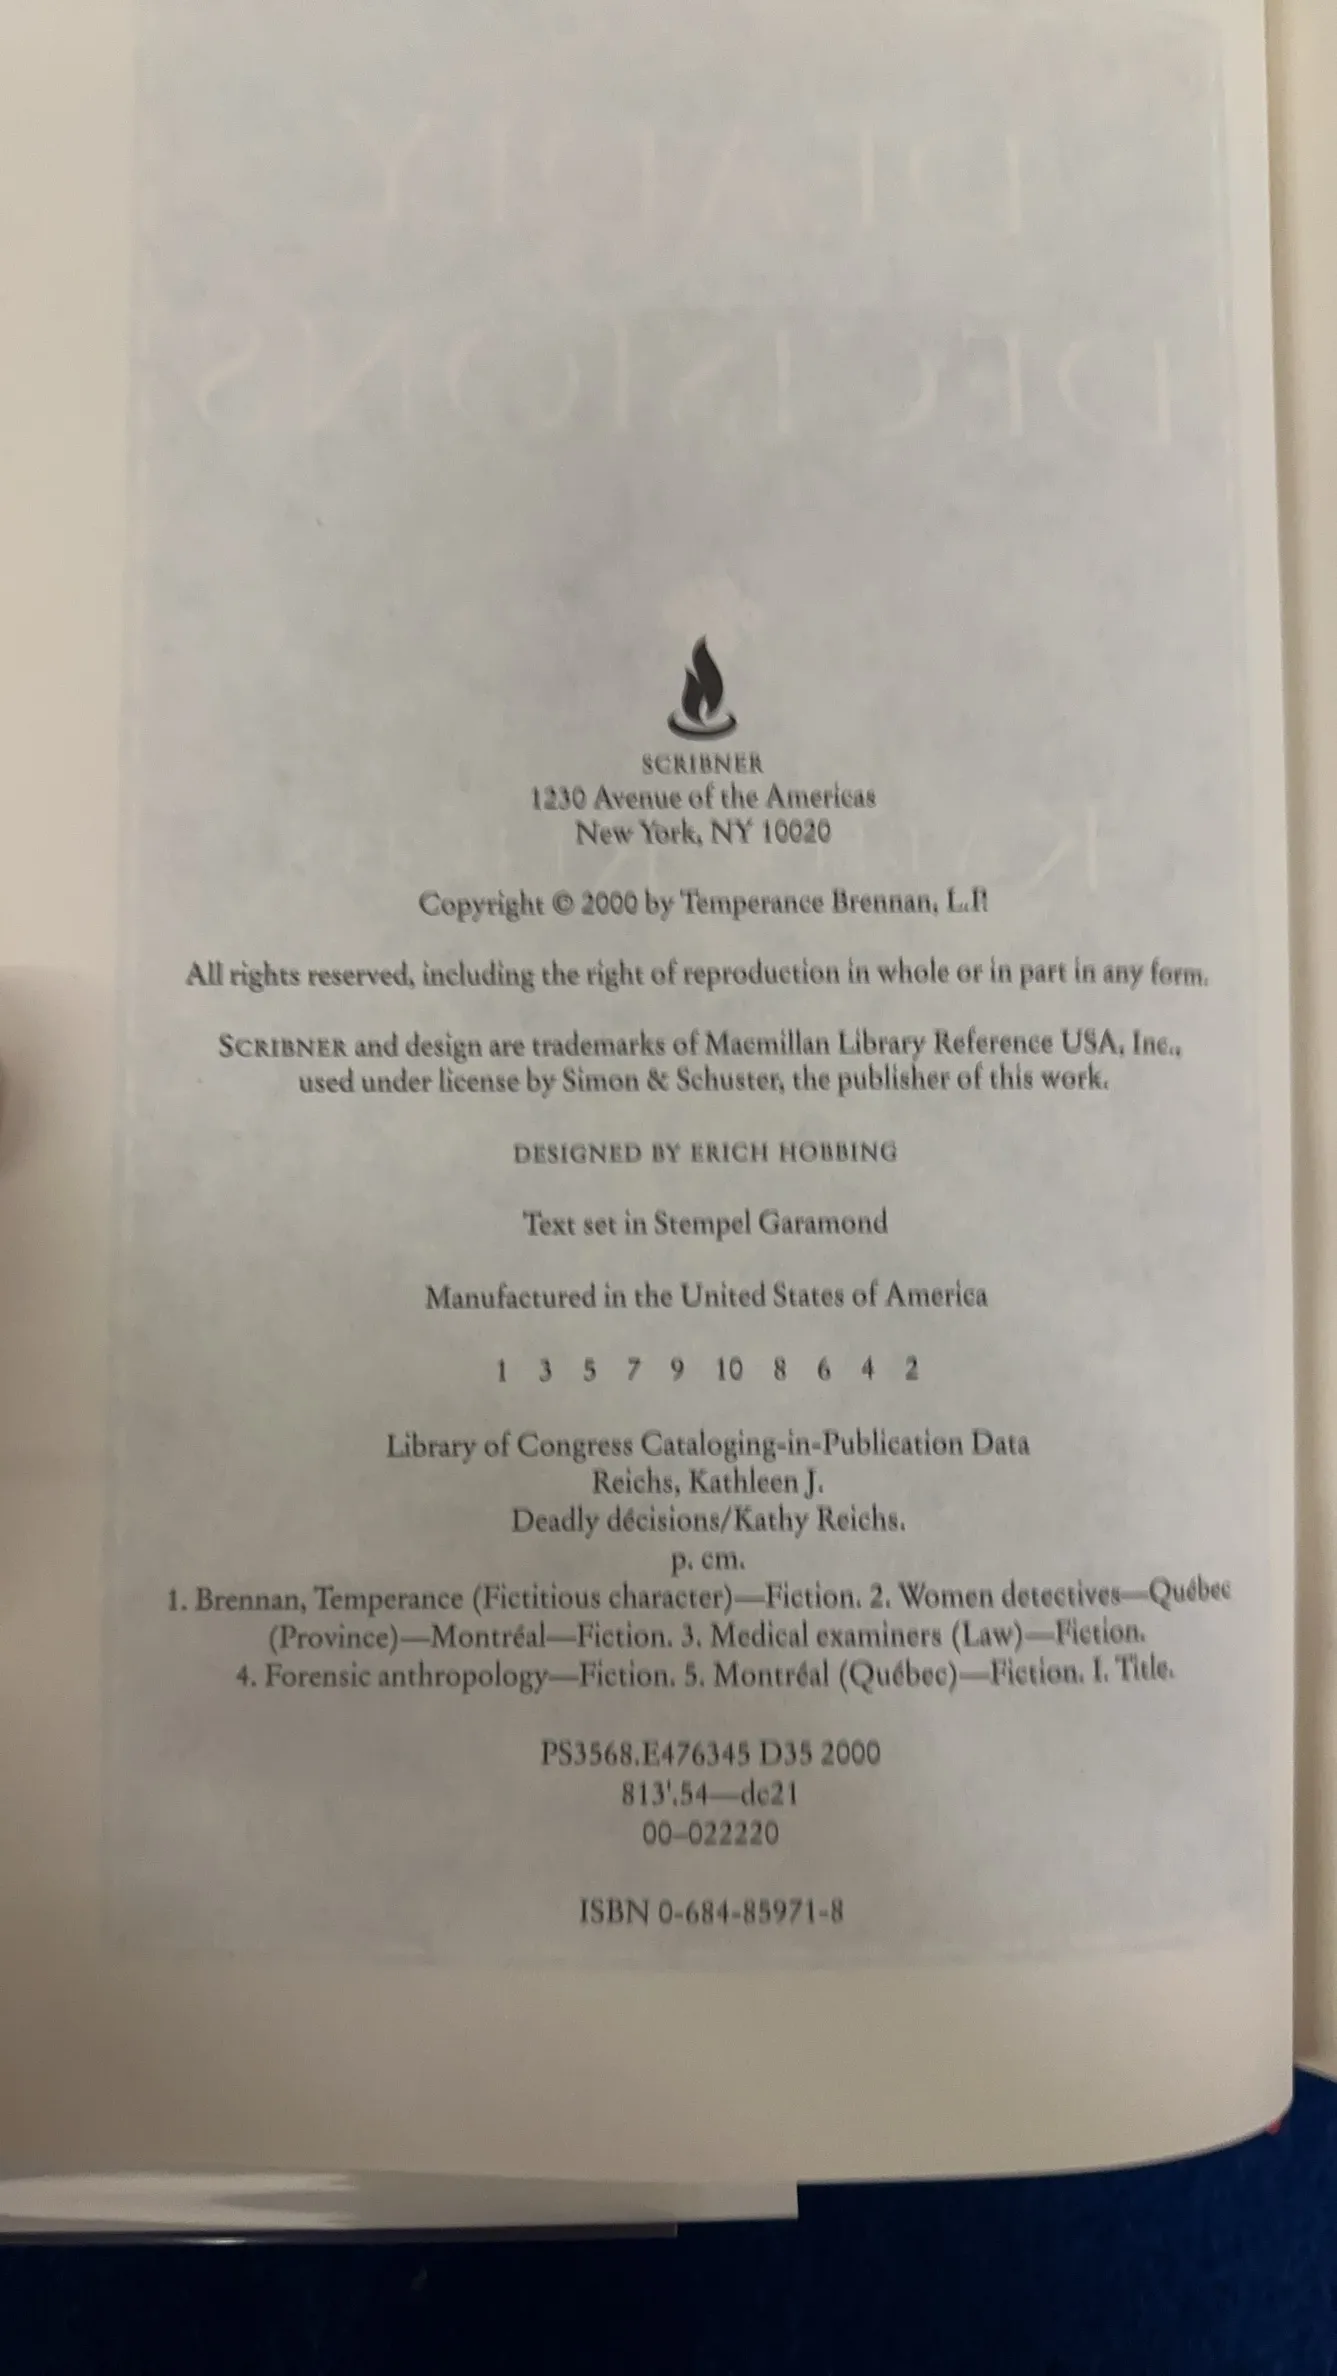 SCRIBNER
1230 Avenue of the Americas
New York, NY 10020
Copyright © 2000 by Temperance Brennan, L.P.
All rights reserved, including the right of reproduction in whole or in part in any form.
SCRIBNER and design are trademarks of Macmillan Library Reference USA, Inc.,
used under license by Simon & Schuster, the publisher of this work.
DESIGNED BY ERICH HOBBING
Text set in Stempel Garamond
Manufactured in the United States of America
1 3 5 7 9 10 8 6 4 2
Library of Congress Cataloging-in-Publication Data
Reichs, Kathleen J.
Deadly décisions/Kathy Reichs.
p. cm.
1. Brennan, Temperance (Fictitious character)—Fiction. 2. Women detectives—Québec
(Province)—Montréal—Fiction. 3. Medical examiners (Law)—Fiction.
4. Forensic anthropology—Fiction. 5. Montréal (Québec)—Fiction. I. Title.
PS3568.E476345 D35 2000
813'.54—dc21
00–022220
ISBN 0-684-85971-8